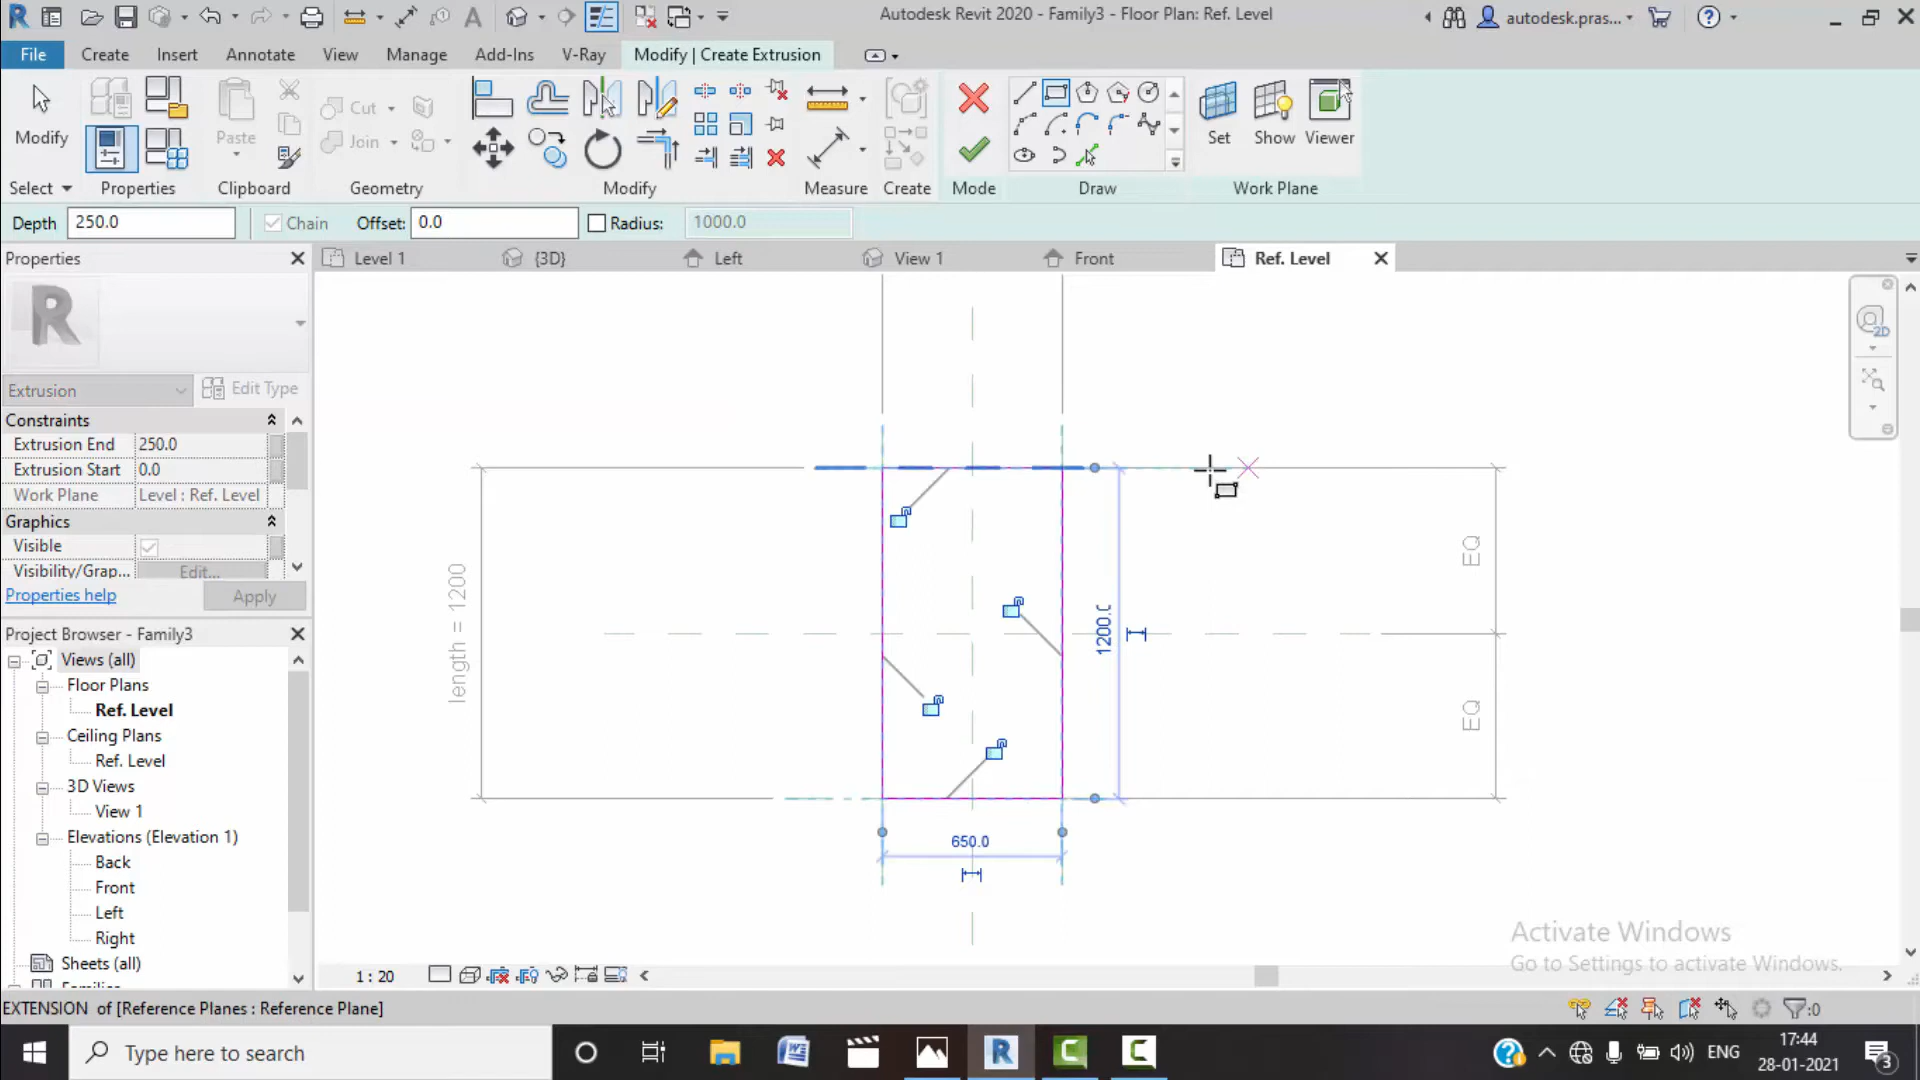 Autodesk Revit 2020 - Family3 - Floor Plan: Ref. Level
autodesk.pras...
File Create Insert Annotate View Manage Add-Ins V-Ray Modify | Create Extrusion
Modify
Paste
Cut
Join
Set Show Viewer
Select Properties Clipboard Geometry Modify Measure Create Mode Draw Work Plane
Depth 250.0 Chain Offset: 0.0 Radius: 1000.0
Properties
Level 1 {3D} Left View 1 Front Ref. Level
Extrusion Edit Type
Constraints
Extrusion End 250.0
Extrusion Start 0.0
Work Plane Level : Ref. Level
Graphics
Visible
Visibility/Grap... Edit...
Properties help Apply
Project Browser - Family3
Views (all)
Floor Plans
Ref. Level
Ceiling Plans
Ref. Level
3D Views
View 1
Elevations (Elevation 1)
Back
Front
Left
Right
Sheets (all)
length = 1200
1200.0
650.0
EQ
EQ
Activate Windows
Go to Settings to activate Windows.
1 : 20
EXTENSION of [Reference Planes : Reference Plane]
:0
Type here to search
ENG
17:44
28-01-2021
3